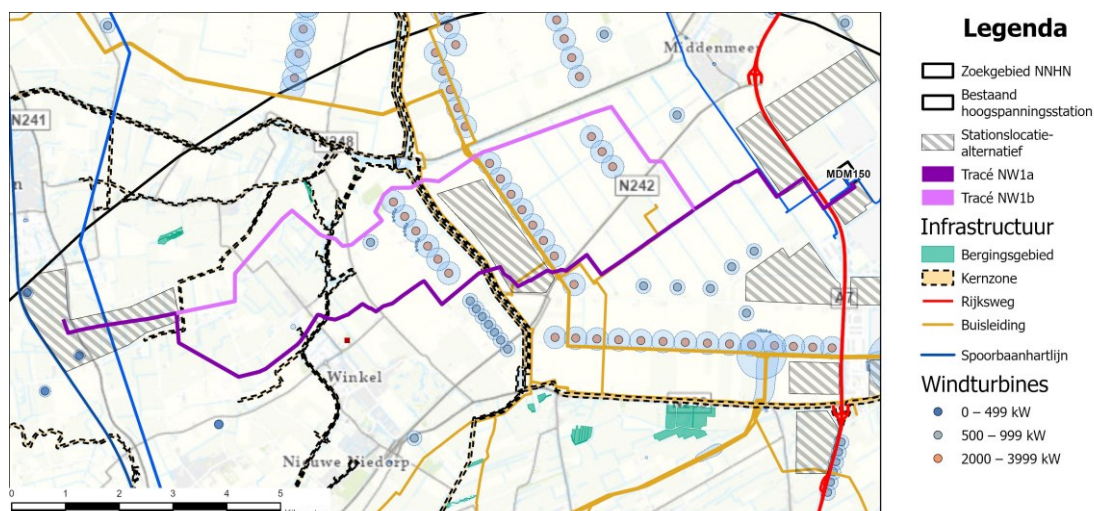 Middenmeer
N241
N248
MDM150
N242
A7
Winkel
Nieuwe Niedorp
0 1 2 3 4 5
Legenda
Zoekgebied NNHN
Bestaand
hoogspanningsstation
Stationslocatie-
alternatief
Tracé NW1a
Tracé NW1b
Infrastructuur
Bergingsgebied
Kernzone
Rijksweg
Buisleiding
Spoorbaanhartlijn
Windturbines
0 – 499 kW
500 – 999 kW
2000 – 3999 kW